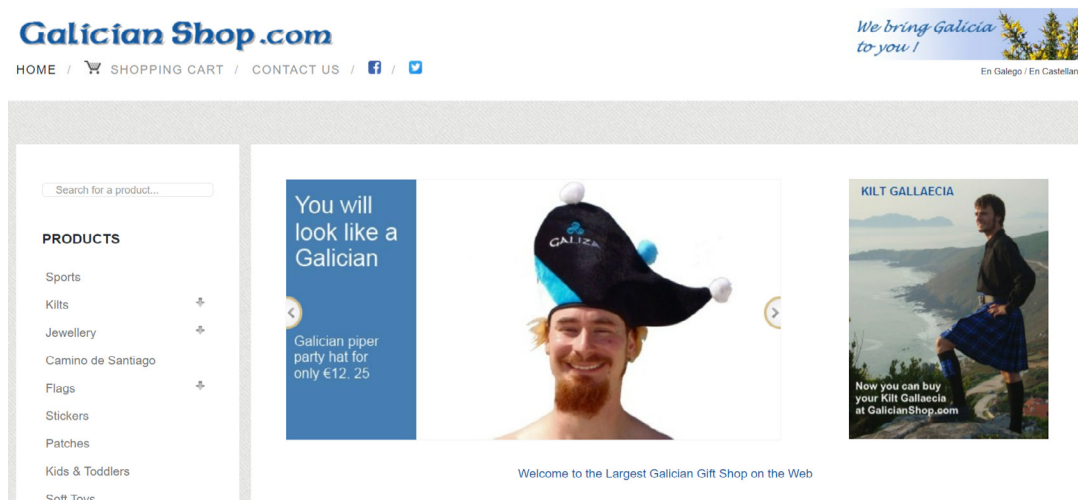 Galician Shop.com
We bring Galicia
to you !
HOME / SHOPPING CART / CONTACT US / /
En Galego / En Castellan
Search for a product...
PRODUCTS
Sports
Kilts
Jewellery
Camino de Santiago
Flags
Stickers
Patches
Kids & Toddlers
Soft Toys
You will
look like a
Galician
Galician piper
party hat for
only €12, 25
GALIZA
KILT GALLAECIA
Now you can buy
your Kilt Gallaecia
at GalicianShop.com
Welcome to the Largest Galician Gift Shop on the Web